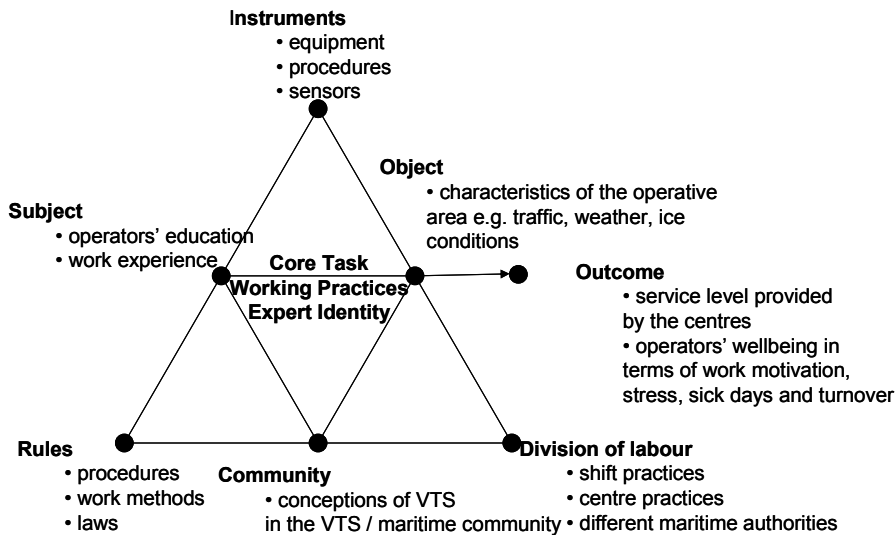 Instruments
• equipment
• procedures
• sensors
Object
• characteristics of the operative
area e.g. traffic, weather, ice
conditions
Subject
• operators' education
• work experience
Core Task
Working Practices
Expert Identity
Outcome
• service level provided
by the centres
• operators' wellbeing in
terms of work motivation,
stress, sick days and turnover
Rules
• procedures
• work methods
• laws
Community
• conceptions of VTS
in the VTS / maritime community
Division of labour
• shift practices
• centre practices
• different maritime authorities